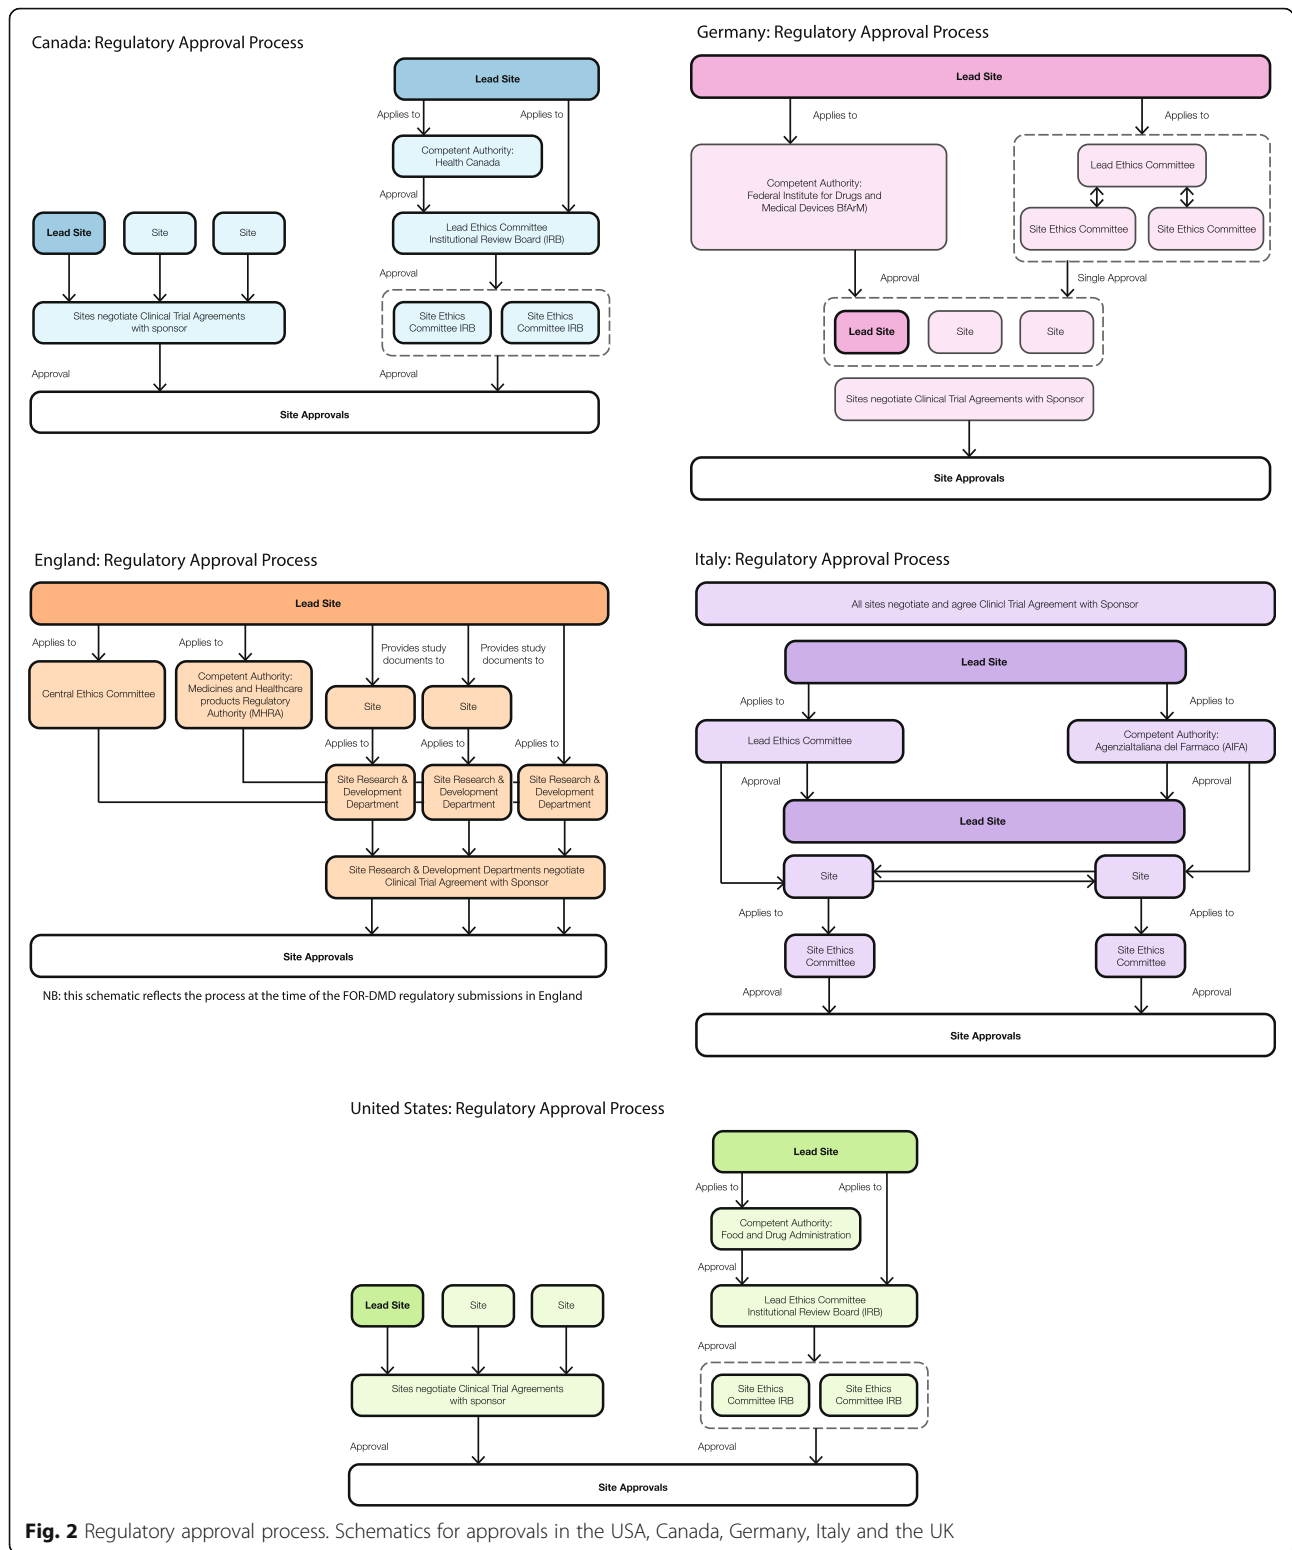 Canada: Regulatory Approval Process
Lead Site
Applies to
Applies to
Competent Authority:
Health Canada
Approval
Lead Site
Site
Site
Lead Ethics Committee
Institutional Review Board (IRB)
Approval
Sites negotiate Clinical Trial Agreements
with sponsor
Site Ethics
Committee IRB
Site Ethics
Committee IRB
Approval
Approval
Site Approvals
Germany: Regulatory Approval Process
Lead Site
Applies to
Applies to
Competent Authority:
Federal Institute for Drugs and
Medical Devices BfArM)
Lead Ethics Committee
Site Ethics Committee
Site Ethics Committee
Approval
Single Approval
Lead Site
Site
Site
Sites negotiate Clinical Trial Agreements with Sponsor
Site Approvals
England: Regulatory Approval Process
Lead Site
Applies to
Applies to
Provides study
documents to
Provides study
documents to
Central Ethics Committee
Competent Authority:
Medicines and Healthcare
products Regulatory
Authority (MHRA)
Site
Site
Applies to
Applies to
Applies to
Site Research &
Development
Department
Site Research &
Development
Department
Site Research &
Development
Department
Site Research & Development Departments negotiate
Clinical Trial Agreement with Sponsor
Site Approvals
NB: this schematic reflects the process at the time of the FOR-DMD regulatory submissions in England
Italy: Regulatory Approval Process
All sites negotiate and agree Clinicl Trial Agreement with Sponsor
Lead Site
Applies to
Applies to
Lead Ethics Committee
Competent Authority:
AgenziaItaliana del Farmaco (AIFA)
Approval
Approval
Lead Site
Site
Site
Applies to
Applies to
Site Ethics
Committee
Site Ethics
Committee
Approval
Approval
Site Approvals
United States: Regulatory Approval Process
Lead Site
Applies to
Applies to
Competent Authority:
Food and Drug Administration
Approval
Lead Site
Site
Site
Lead Ethics Committee
Institutional Review Board (IRB)
Approval
Sites negotiate Clinical Trial Agreements
with sponsor
Site Ethics
Committee IRB
Site Ethics
Committee IRB
Approval
Approval
Site Approvals
Fig. 2 Regulatory approval process. Schematics for approvals in the USA, Canada, Germany, Italy and the UK